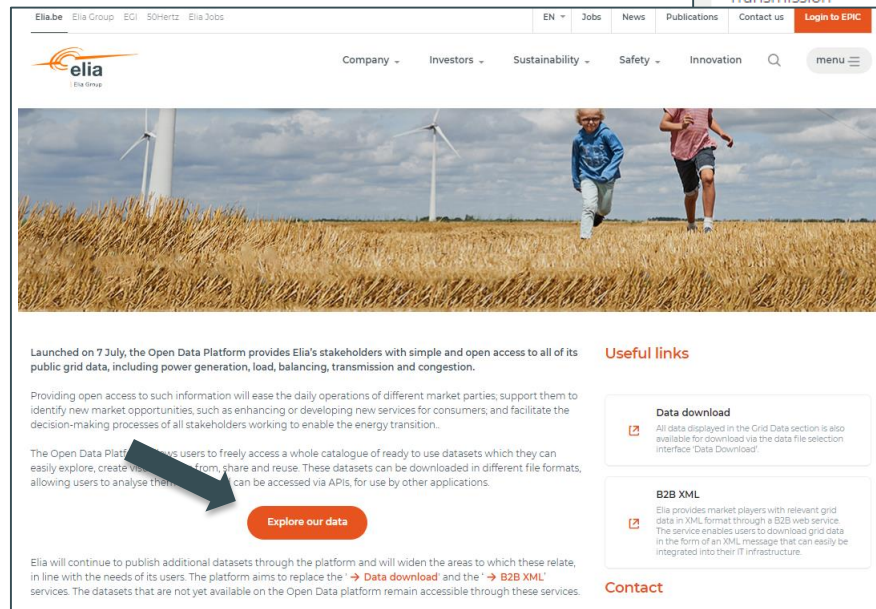 Transmission
Elia.be Elia Group EGI 50Hertz Elia Jobs EN Jobs News Publications Contact us Login to EPIC
elia
Elia Group
Company Investors Sustainability Safety Innovation menu
Launched on 7 July, the Open Data Platform provides Elia's stakeholders with simple and open access to all of its
public grid data, including power generation, load, balancing, transmission and congestion.
Providing open access to such information will ease the daily operations of different market parties; support them to
identify new market opportunities, such as enhancing or developing new services for consumers; and facilitate the
decision-making processes of all stakeholders working to enable the energy transition..
The Open Data users to freely access a whole catalogue of ready to use datasets which they can
easily explore, create from, share and reuse. These datasets can be downloaded in different file formats,
allowing users to analyse can be accessed via APIs, for use by other applications.
Explore our data
Elia will continue to publish additional datasets through the platform and will widen the areas to which these relate,
in line with the needs of its users. The platform aims to replace the ' → Data download' and the ' → B2B XML'
services. The datasets that are not yet available on the Open Data platform remain accessible through these services.
Useful links
Data download
All data displayed in the Grid Data section is also
available for download via the data file selection
interface 'Data Download'.
B2B XML
Elia provides market players with relevant grid
data in XML format through a B2B web service.
The service enables users to download grid data
in the form of an XML message that can easily be
integrated into their IT infrastructure.
Contact